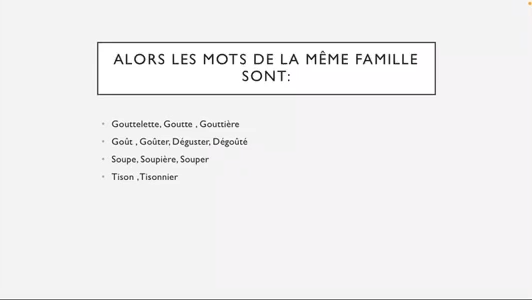 ALORS LES MOTS DE LA MÊME FAMILLE
SONT:
• Gouttelette, Goutte , Gouttière
• Goût , Goûter, Déguster, Dégoûté
• Soupe, Soupière, Souper
• Tison ,Tisonnier